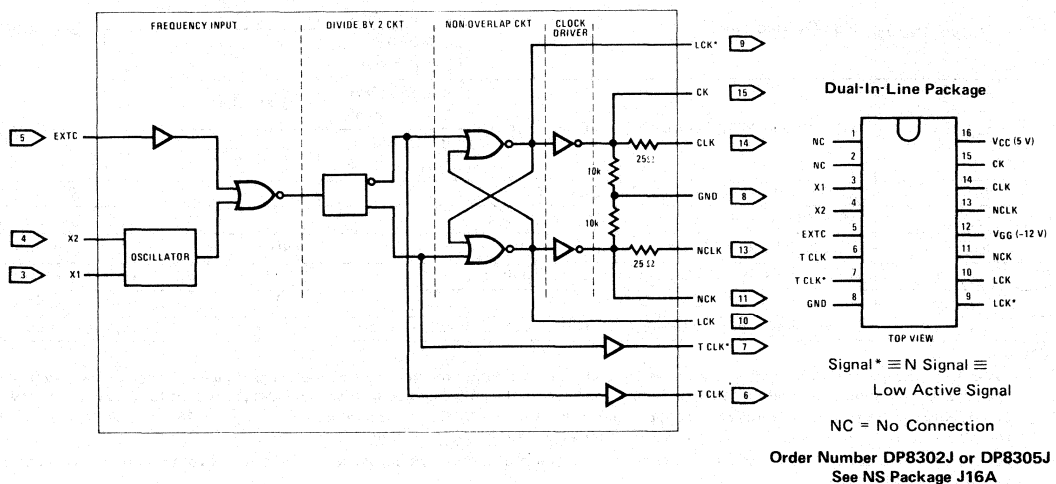 FREQUENCY INPUT
DIVIDE BY 2 CKT
NON OVERLAP CKT
CLOCK
DRIVER
LCK* 9
CK 15
5 EXTC
CLK 14
25Ω
10k
GND 8
10k
4 X2
OSCILLATOR
3 X1
NCLK 13
25 Ω
NCK 11
LCK 10
T CLK* 7
T CLK 6
Dual-In-Line Package
NC 1
NC 2
X1 3
X2 4
EXTC 5
T CLK 6
T CLK* 7
GND 8
16 VCC (5 V)
15 CK
14 CLK
13 NCLK
12 VGG (-12 V)
11 NCK
10 LCK
9 LCK*
TOP VIEW
Signal* ≡ N Signal ≡
Low Active Signal
NC = No Connection
Order Number DP8302J or DP8305J
See NS Package J16A